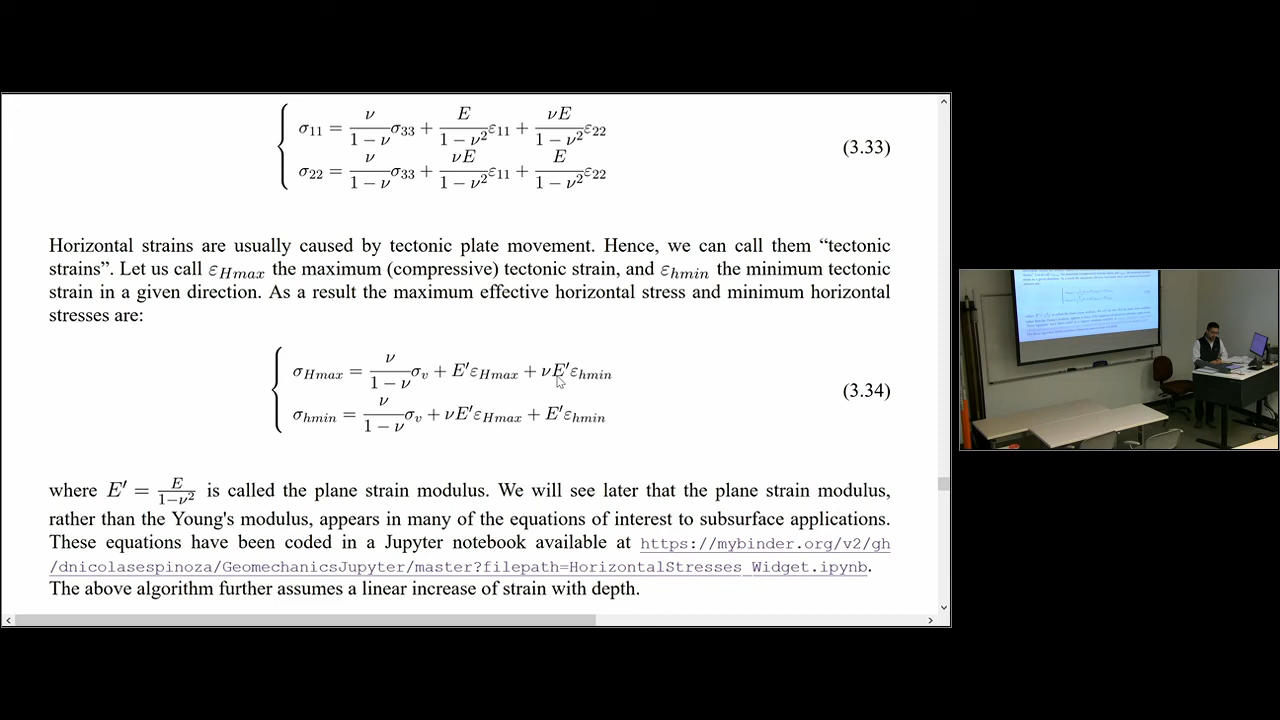 σ11 = ν/(1 − ν) σ33 + E/(1 − ν²) ε11 + νE/(1 − ν²) ε22
σ22 = ν/(1 − ν) σ33 + νE/(1 − ν²) ε11 + E/(1 − ν²) ε22
(3.33)
Horizontal strains are usually caused by tectonic plate movement. Hence, we can call them “tectonic
strains”. Let us call εHmax the maximum (compressive) tectonic strain, and εhmin the minimum tectonic
strain in a given direction. As a result the maximum effective horizontal stress and minimum horizontal
stresses are:
σHmax = ν/(1 − ν) σv + E′εHmax + νE′εhmin
σhmin = ν/(1 − ν) σv + νE′εHmax + E′εhmin
(3.34)
where E′ = E/(1−ν²) is called the plane strain modulus. We will see later that the plane strain modulus,
rather than the Young's modulus, appears in many of the equations of interest to subsurface applications.
These equations have been coded in a Jupyter notebook available at https://mybinder.org/v2/gh
/dnicolasespinoza/GeomechanicsJupyter/master?filepath=HorizontalStresses_Widget.ipynb.
The above algorithm further assumes a linear increase of strain with depth.